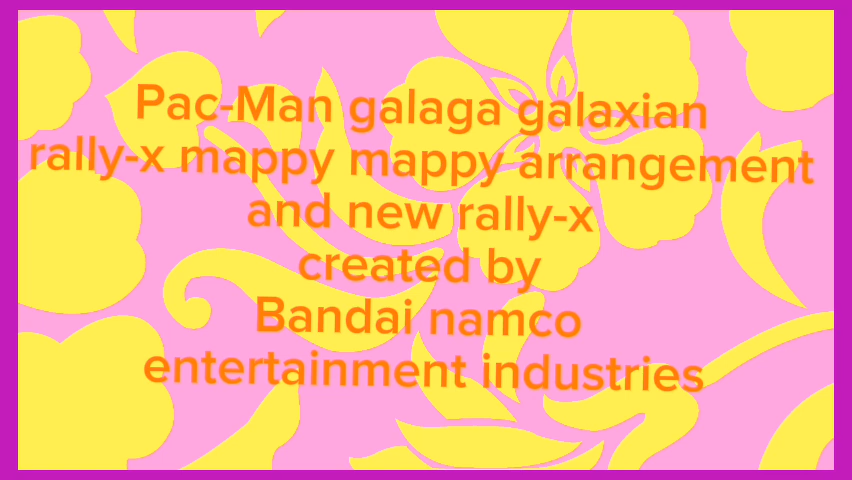 Pac-Man galaga galaxian
rally-x mappy mappy arrangement
and new rally-x
created by
Bandai namco
entertainment industries